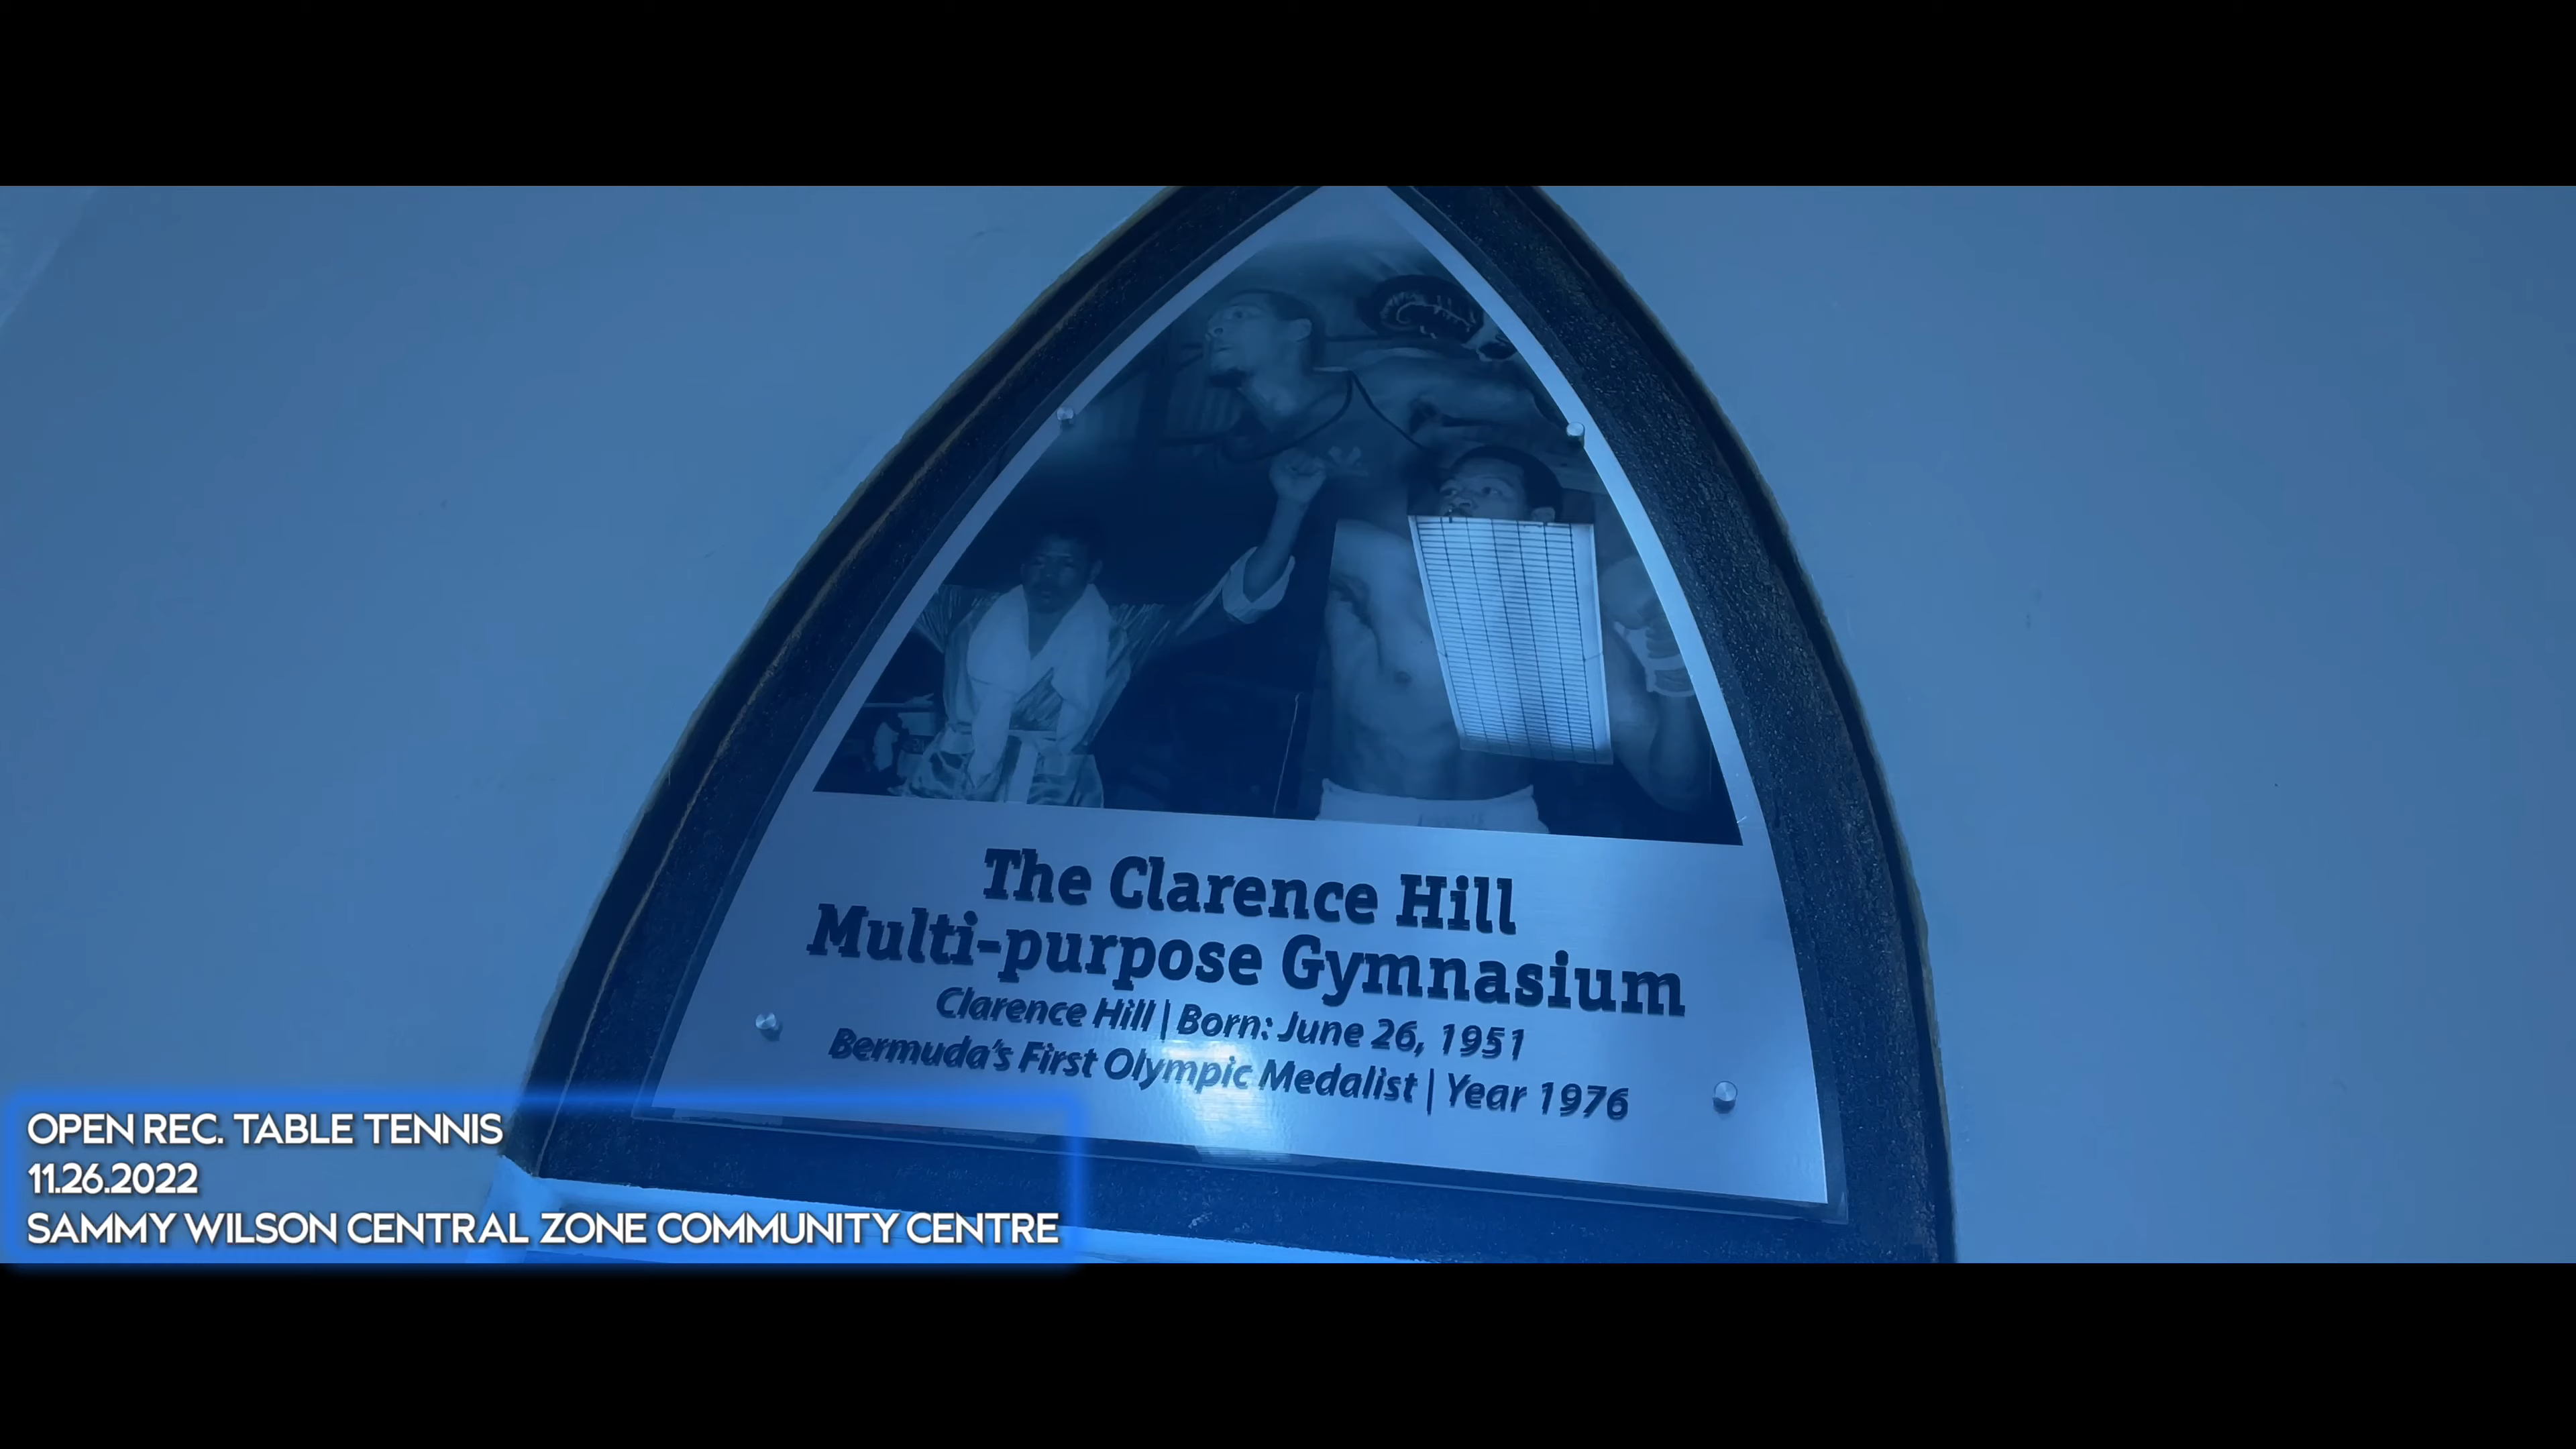 The Clarence Hill
Multi-purpose Gymnasium
Clarence Hill | Born: June 26, 1951
Bermuda's First Olympic Medalist | Year 1976
OPEN REC. TABLE TENNIS
11.26.2022
SAMMY WILSON CENTRAL ZONE COMMUNITY CENTRE